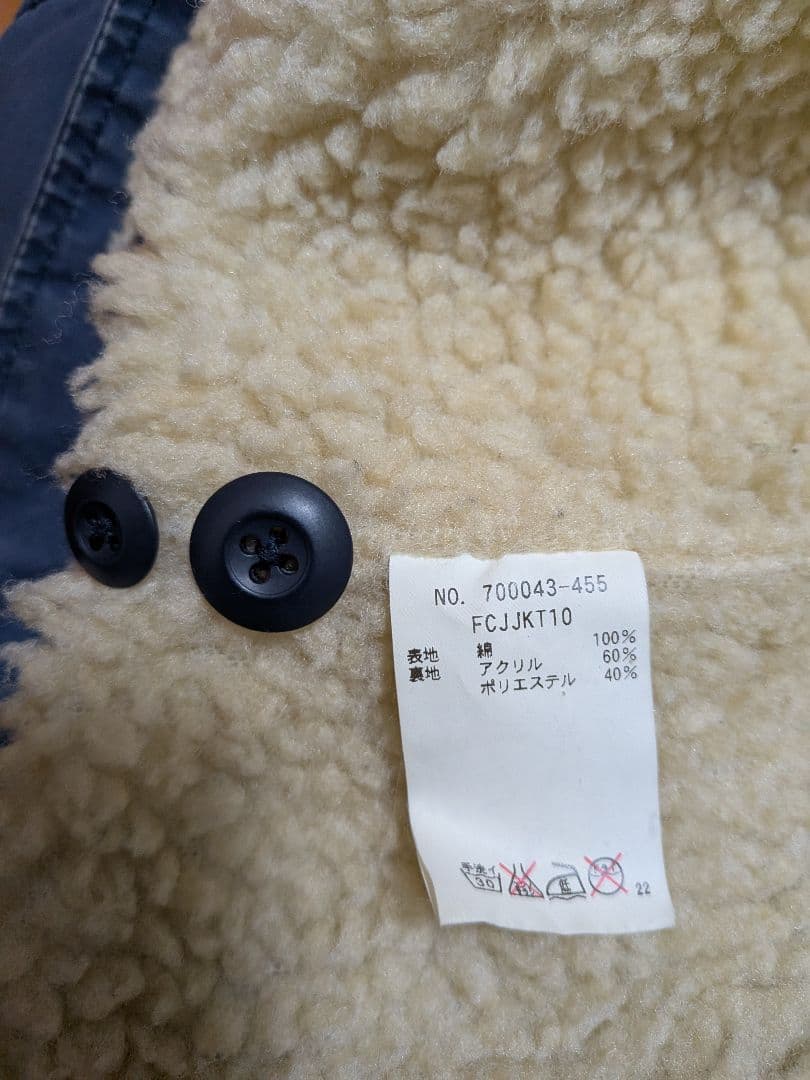 NO. 700043-455
FCJJKT10
表地 綿 100%
裏地 アクリル 60%
ポリエステル 40%
手洗イ
30
低
22